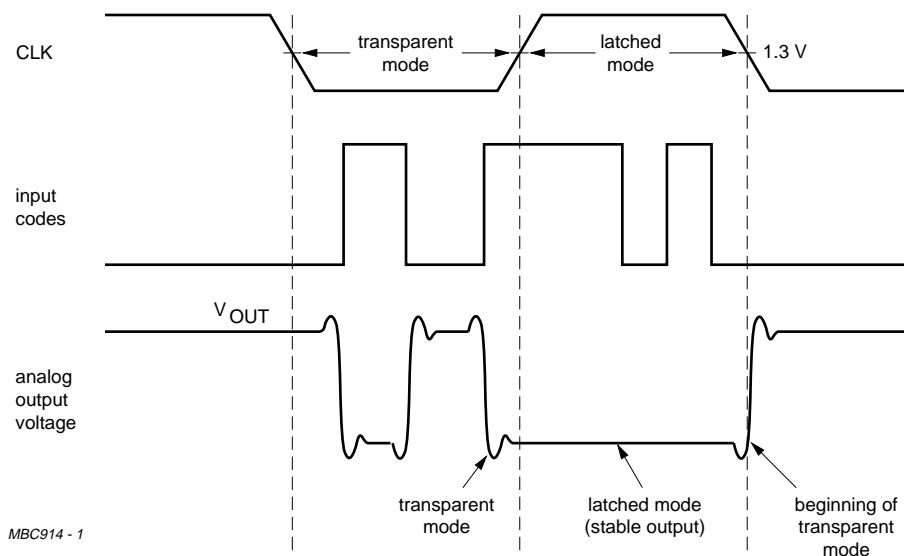 CLK
transparent
mode
latched
mode
1.3 V
input
codes
V OUT
analog
output
voltage
transparent
mode
latched mode
(stable output)
beginning of
transparent
mode
MBC914 - 1